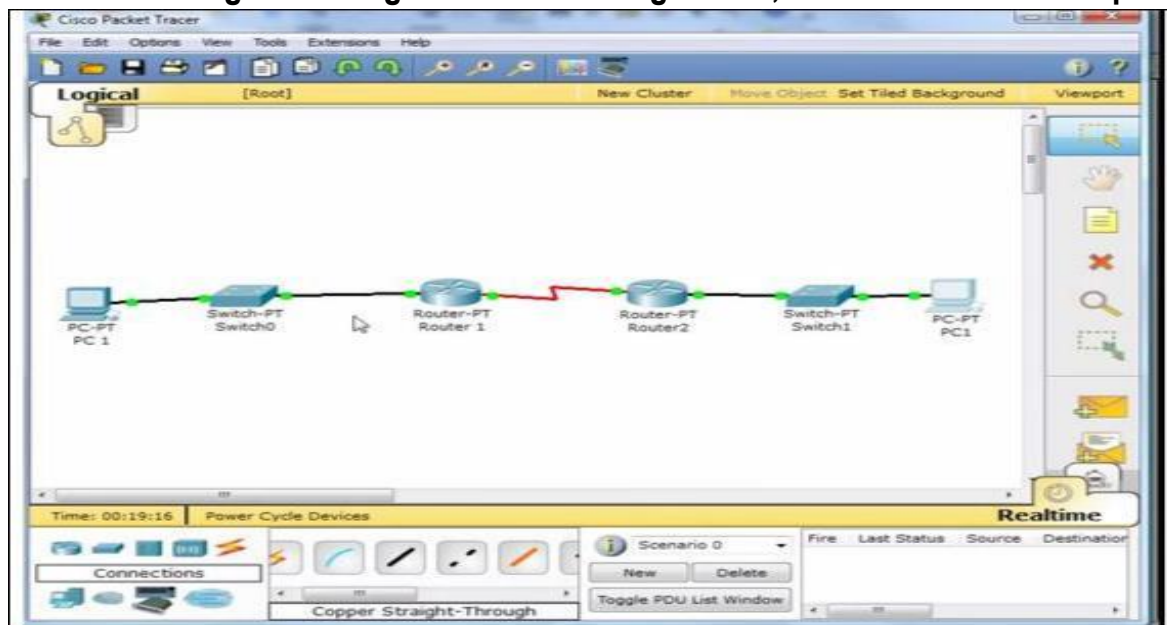 Cisco Packet Tracer
File Edit Options View Tools Extensions Help
Logical [Root] New Cluster Move Object Set Tiled Background Viewport
PC-PT
PC 1
Switch-PT
Switch0
Router-PT
Router 1
Router-PT
Router2
Switch-PT
Switch1
PC-PT
PC1
Time: 00:19:16 Power Cycle Devices Realtime
Connections
Copper Straight-Through
Scenario 0
New Delete
Toggle PDU List Window
Fire Last Status Source Destination